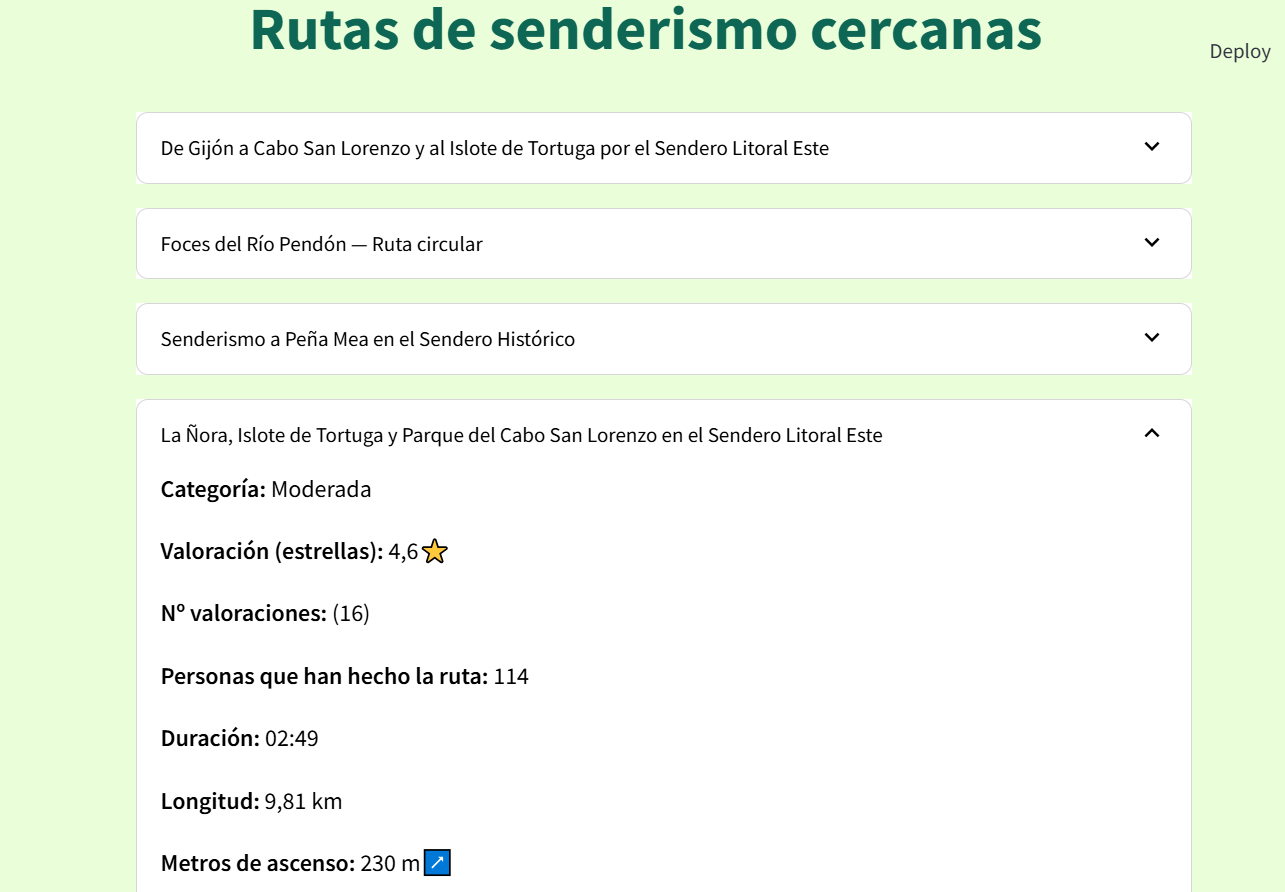 Rutas de senderismo cercanas
Deploy
De Gijón a Cabo San Lorenzo y al Islote de Tortuga por el Sendero Litoral Este
Foces del Río Pendón — Ruta circular
Senderismo a Peña Mea en el Sendero Histórico
La Ñora, Islote de Tortuga y Parque del Cabo San Lorenzo en el Sendero Litoral Este
Categoría: Moderada
Valoración (estrellas): 4,6⭐
Nº valoraciones: (16)
Personas que han hecho la ruta: 114
Duración: 02:49
Longitud: 9,81 km
Metros de ascenso: 230 m↗